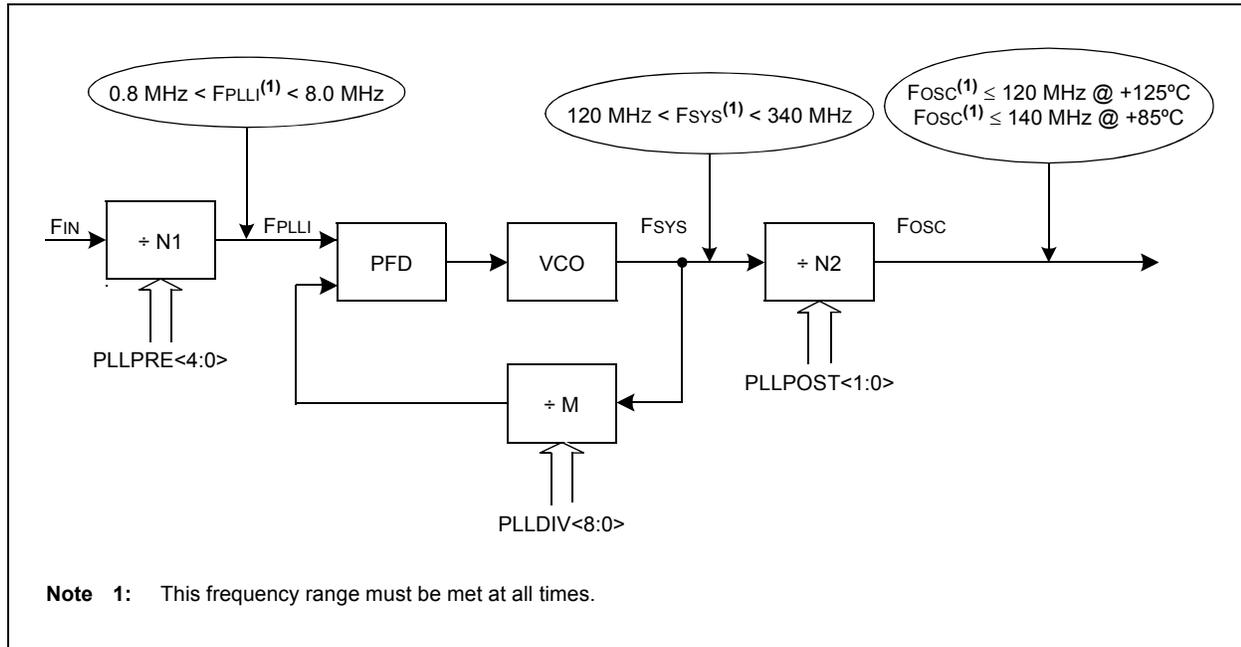 0.8 MHz < FPLLI(1) < 8.0 MHz
120 MHz < FSYS(1) < 340 MHz
FOSC(1) ≤ 120 MHz @ +125ºC
FOSC(1) ≤ 140 MHz @ +85ºC
FIN
÷ N1
FPLLI
PFD
VCO
FSYS
÷ N2
FOSC
PLLPRE<4:0>
÷ M
PLLPOST<1:0>
PLLDIV<8:0>
Note 1: This frequency range must be met at all times.